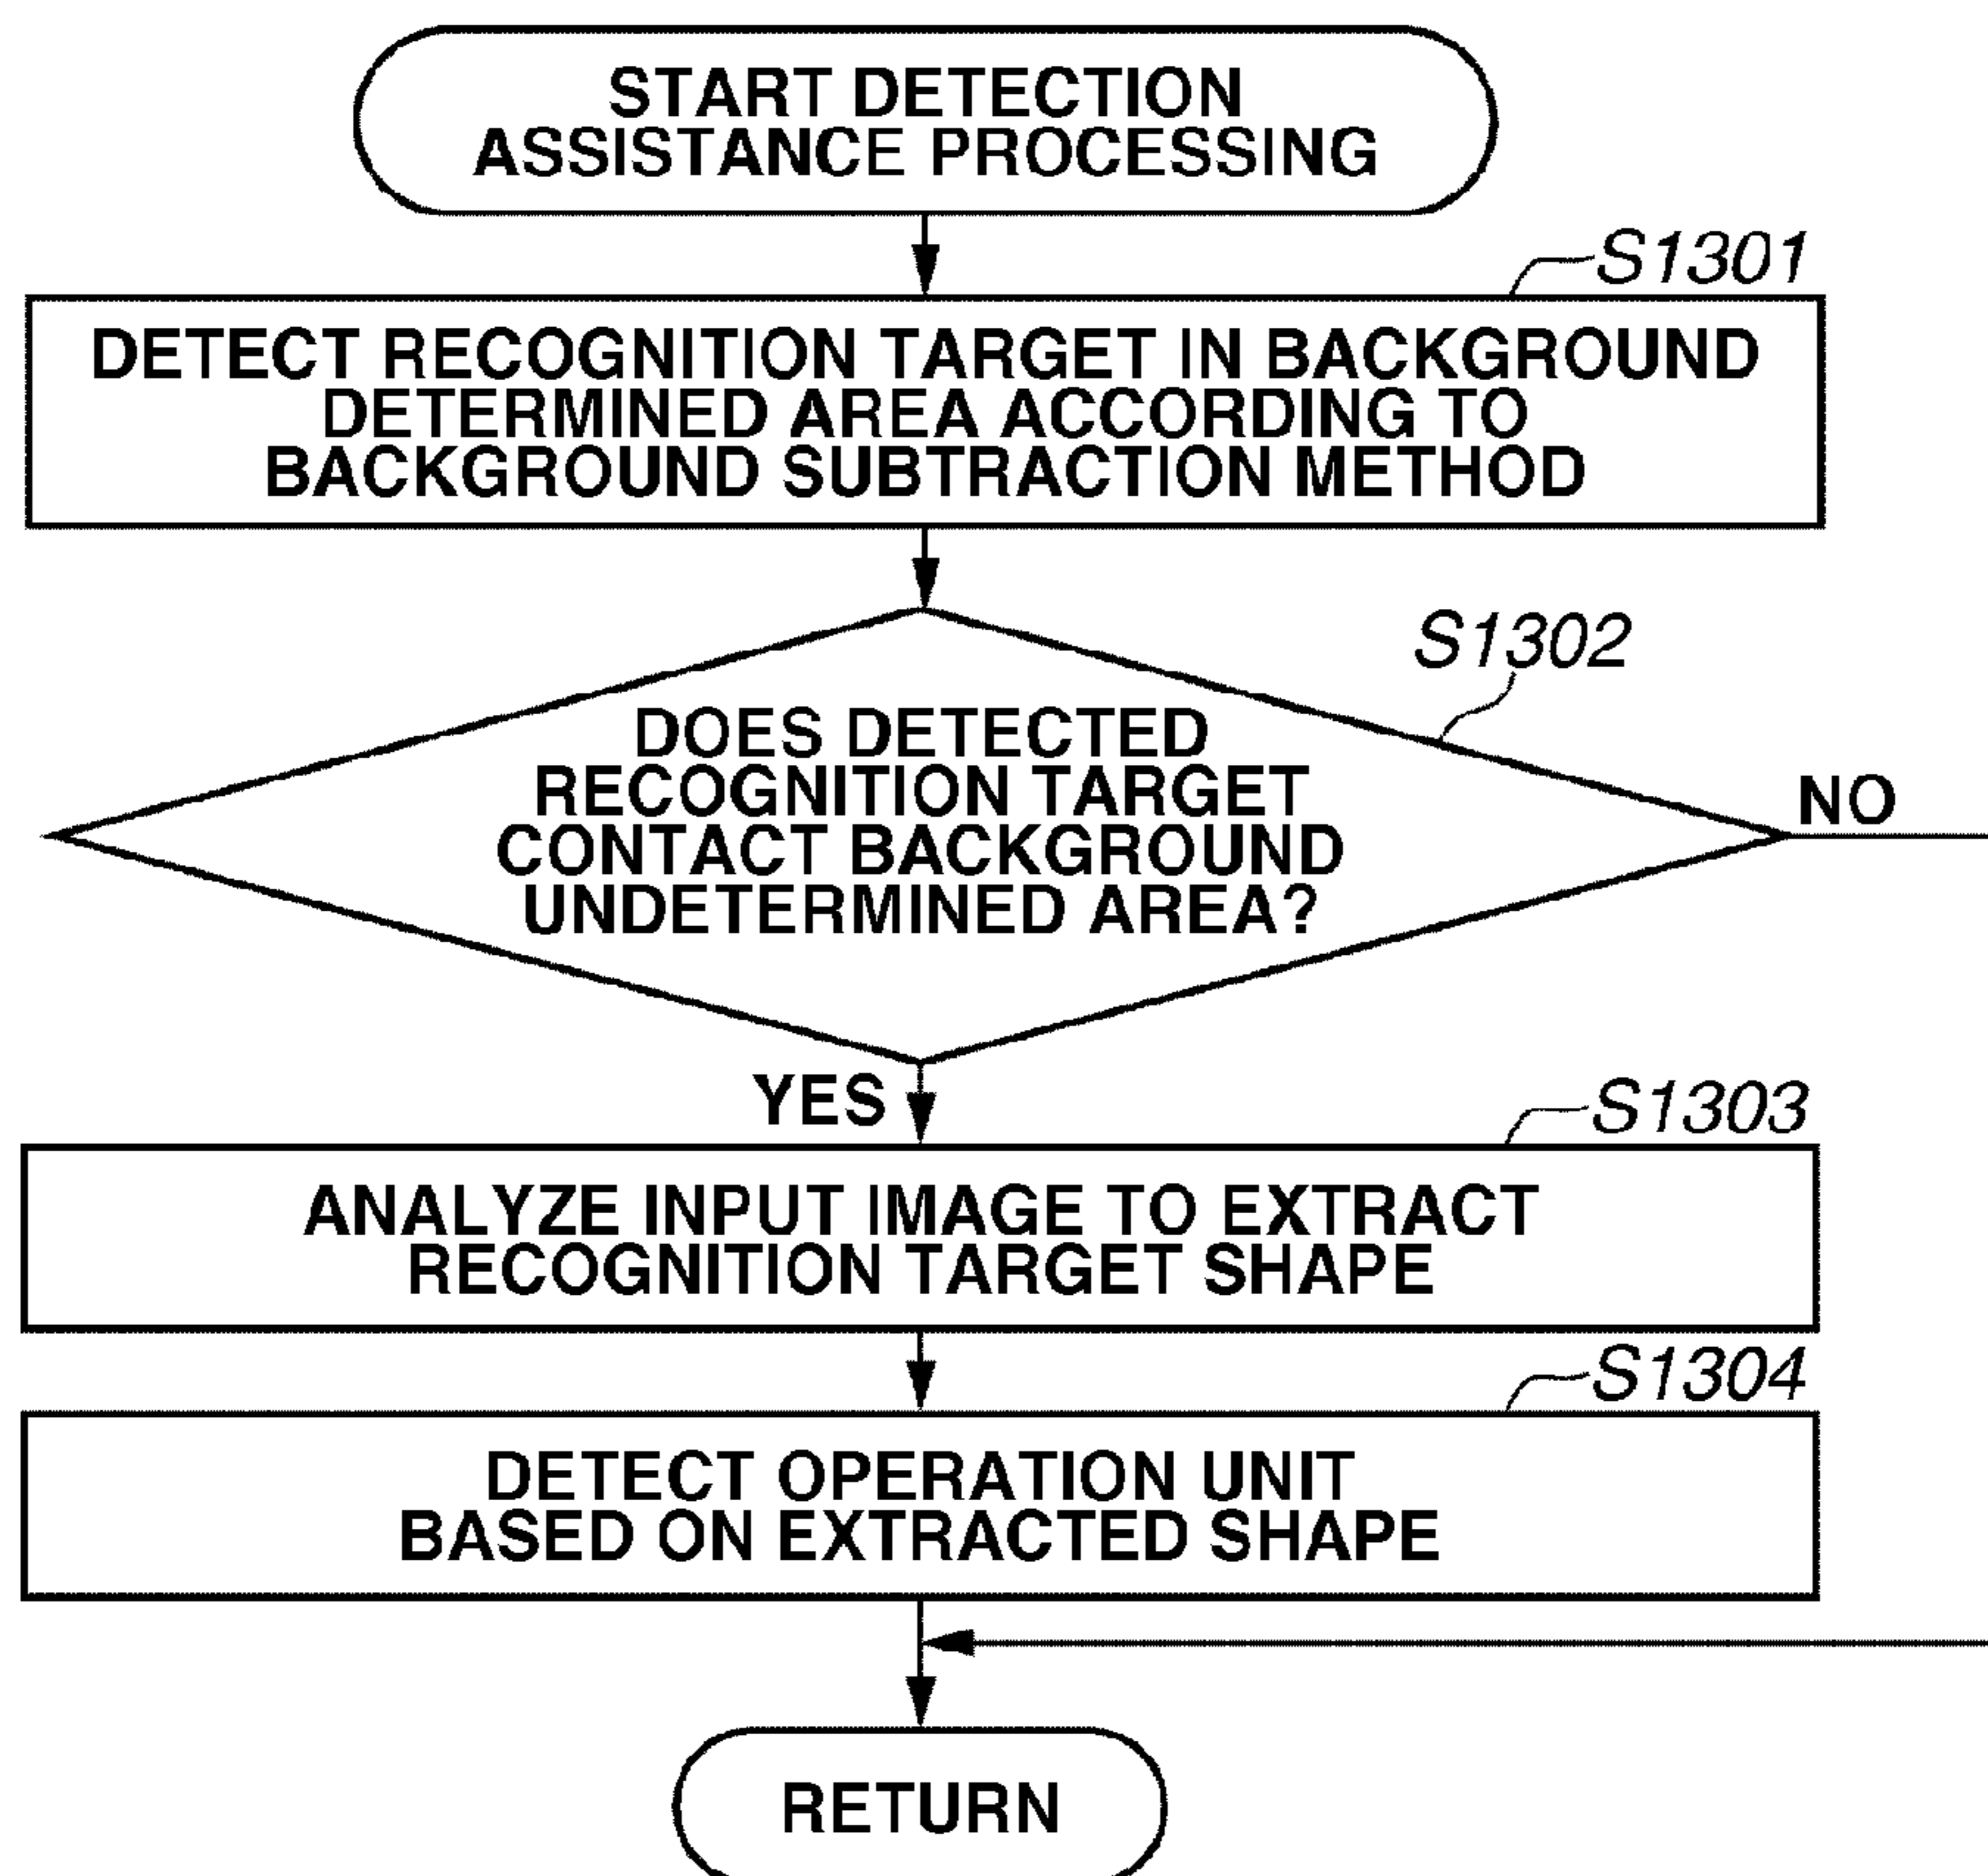 START DETECTION
ASSISTANCE PROCESSING
S1301
DETECT RECOGNITION TARGET IN BACKGROUND
DETERMINED AREA ACCORDING TO
BACKGROUND SUBTRACTION METHOD
S1302
DOES DETECTED
RECOGNITION TARGET
CONTACT BACKGROUND
UNDETERMINED AREA?
NO
YES
S1303
ANALYZE INPUT IMAGE TO EXTRACT
RECOGNITION TARGET SHAPE
S1304
DETECT OPERATION UNIT
BASED ON EXTRACTED SHAPE
RETURN